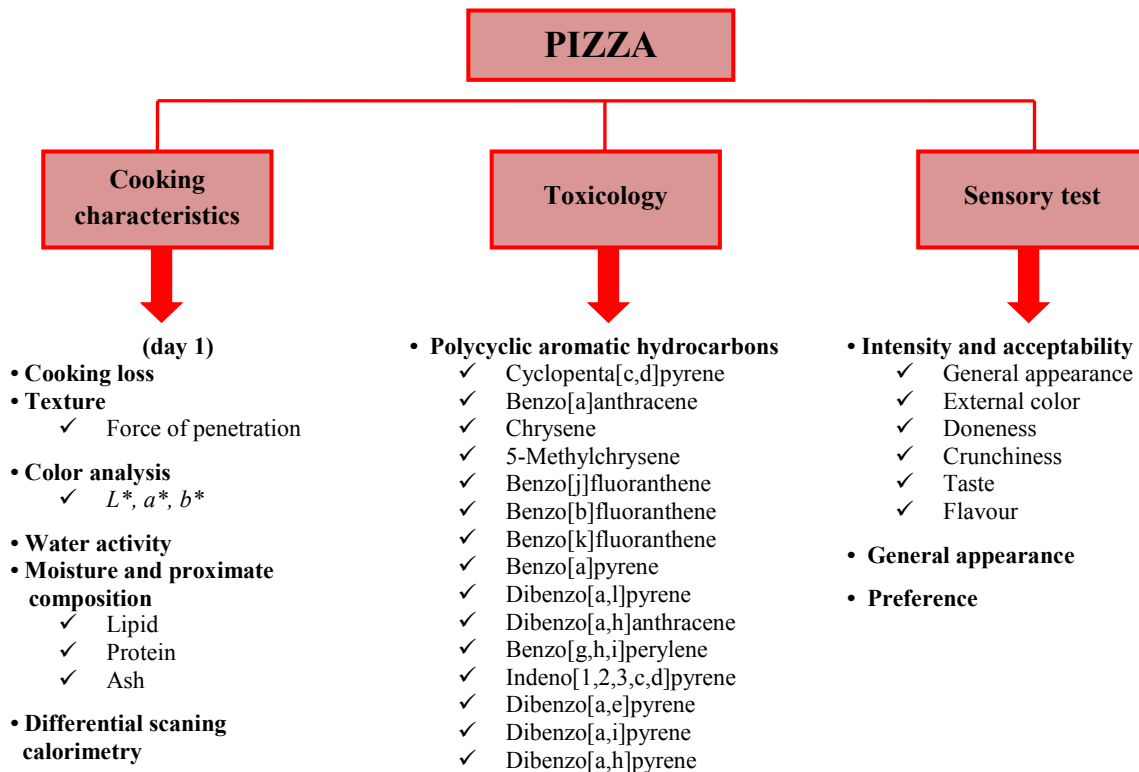 PIZZA
Cooking
characteristics
(day 1)
• Cooking loss
• Texture
✓ Force of penetration
• Color analysis
✓ L*, a*, b*
• Water activity
• Moisture and proximate
composition
✓ Lipid
✓ Protein
✓ Ash
• Differential scaning
calorimetry
Toxicology
• Polycyclic aromatic hydrocarbons
✓ Cyclopenta[c,d]pyrene
✓ Benzo[a]anthracene
✓ Chrysene
✓ 5-Methylchrysene
✓ Benzo[j]fluoranthene
✓ Benzo[b]fluoranthene
✓ Benzo[k]fluoranthene
✓ Benzo[a]pyrene
✓ Dibenzo[a,l]pyrene
✓ Dibenzo[a,h]anthracene
✓ Benzo[g,h,i]perylene
✓ Indeno[1,2,3,c,d]pyrene
✓ Dibenzo[a,e]pyrene
✓ Dibenzo[a,i]pyrene
✓ Dibenzo[a,h]pyrene
Sensory test
• Intensity and acceptability
✓ General appearance
✓ External color
✓ Doneness
✓ Crunchiness
✓ Taste
✓ Flavour
• General appearance
• Preference